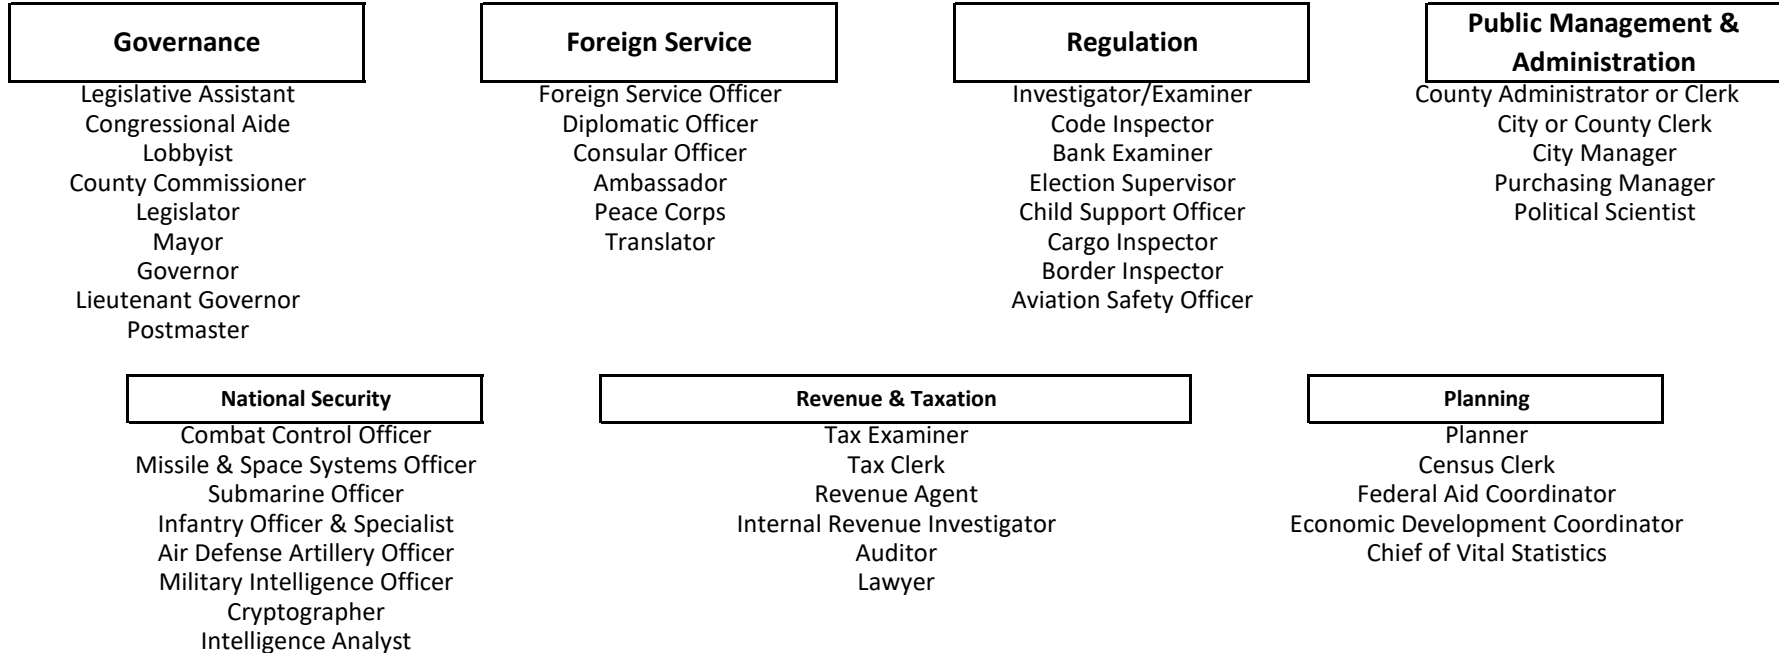 Governance
Legislative Assistant
Congressional Aide
Lobbyist
County Commissioner
Legislator
Mayor
Governor
Lieutenant Governor
Postmaster
Foreign Service
Foreign Service Officer
Diplomatic Officer
Consular Officer
Ambassador
Peace Corps
Translator
Regulation
Investigator/Examiner
Code Inspector
Bank Examiner
Election Supervisor
Child Support Officer
Cargo Inspector
Border Inspector
Aviation Safety Officer
Public Management &
Administration
County Administrator or Clerk
City or County Clerk
City Manager
Purchasing Manager
Political Scientist
National Security
Combat Control Officer
Missile & Space Systems Officer
Submarine Officer
Infantry Officer & Specialist
Air Defense Artillery Officer
Military Intelligence Officer
Cryptographer
Intelligence Analyst
Revenue & Taxation
Tax Examiner
Tax Clerk
Revenue Agent
Internal Revenue Investigator
Auditor
Lawyer
Planning
Planner
Census Clerk
Federal Aid Coordinator
Economic Development Coordinator
Chief of Vital Statistics